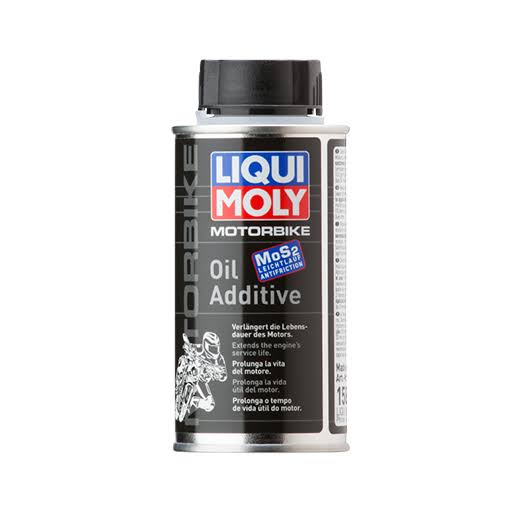 MOTORBIKE
LIQUI
MOLY
MOTORBIKE
MoS2
LEICHTLAUF
ANTIFRICTION
Oil
Additive
Verlängert die Lebens-
dauer des Motors.
Extends the engine's
service life.
Prolunga la vita
del motore.
Prolonga la vida
útil del motor.
Prolonga o tempo
de vida útil do motor.